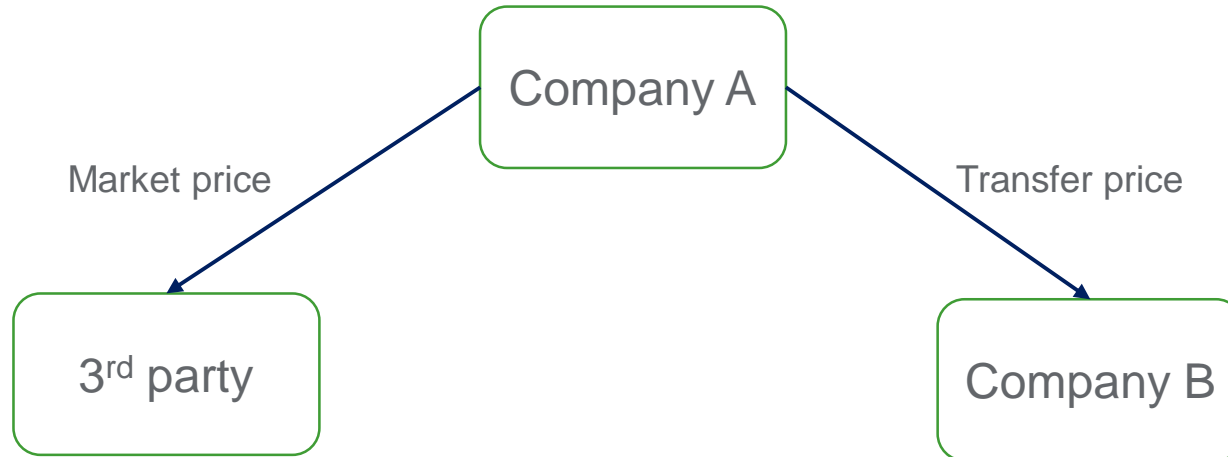 Company A
Market price
Transfer price
3rd party
Company B